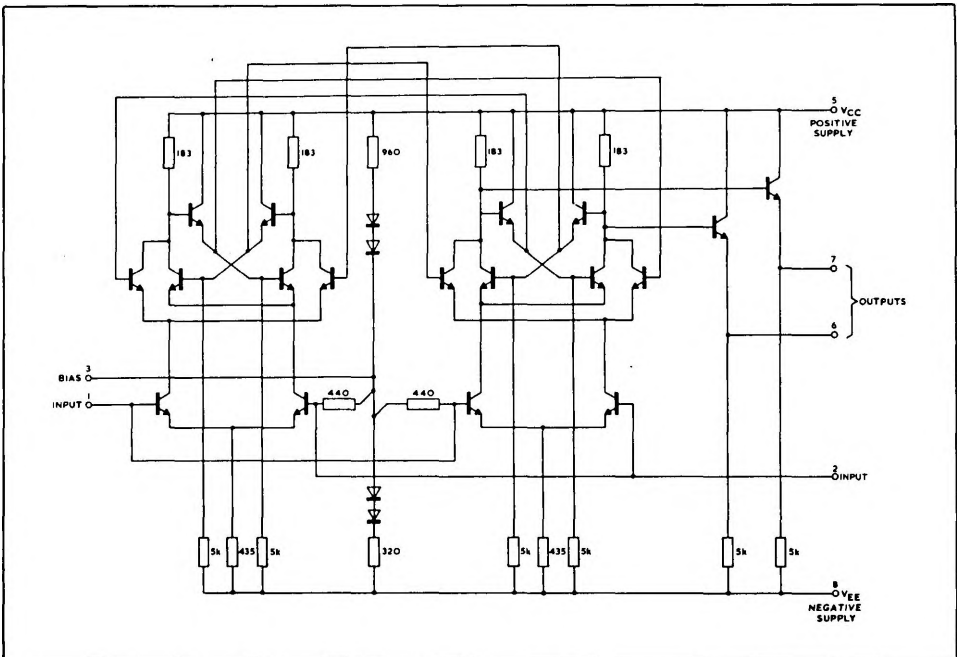 5
VCC
POSITIVE
SUPPLY
183
183
960
183
183
7
OUTPUTS
6
3
BIAS
1
INPUT
440
440
2
INPUT
5k
435
5k
320
5k
435
5k
5k
5k
8
VEE
NEGATIVE
SUPPLY